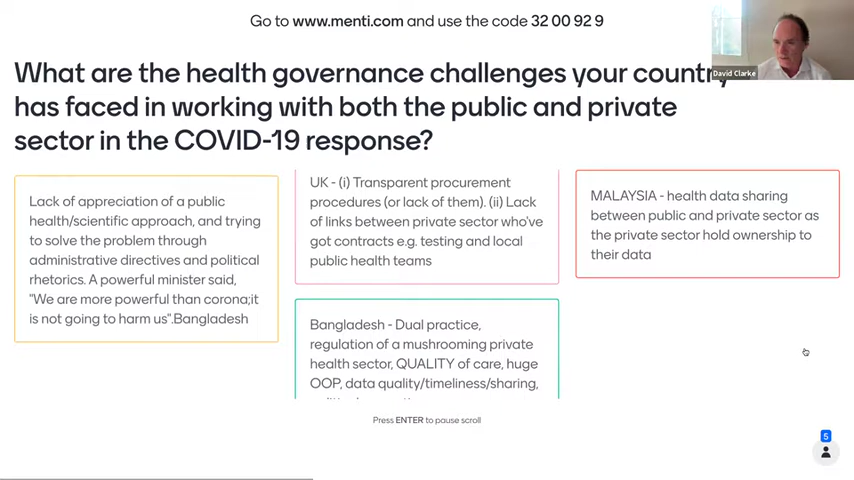 Go to www.menti.com and use the code 32 00 92 9
David Clarke
What are the health governance challenges your country
has faced in working with both the public and private
sector in the COVID-19 response?
Lack of appreciation of a public
health/scientific approach, and trying
to solve the problem through
administrative directives and political
rhetorics. A powerful minister said,
"We are more powerful than corona;it
is not going to harm us".Bangladesh
UK - (i) Transparent procurement
procedures (or lack of them). (ii) Lack
of links between private sector who've
got contracts e.g. testing and local
public health teams
Bangladesh - Dual practice,
regulation of a mushrooming private
health sector, QUALITY of care, huge
OOP, data quality/timeliness/sharing,
MALAYSIA - health data sharing
between public and private sector as
the private sector hold ownership to
their data
Press ENTER to pause scroll
5